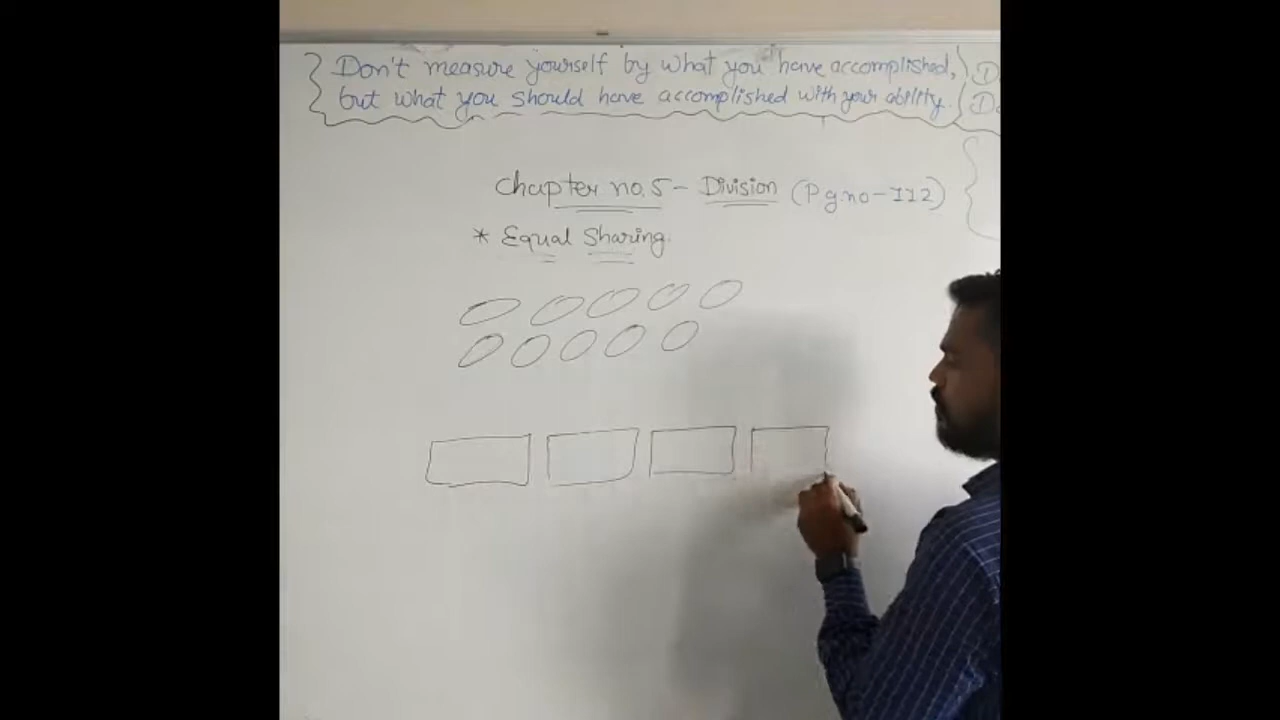 Don't measure yourself by what you have accomplished,
but what you should have accomplished with your ability.
Chapter no.5 - Division (Pg.no - 112)
* Equal Sharing.